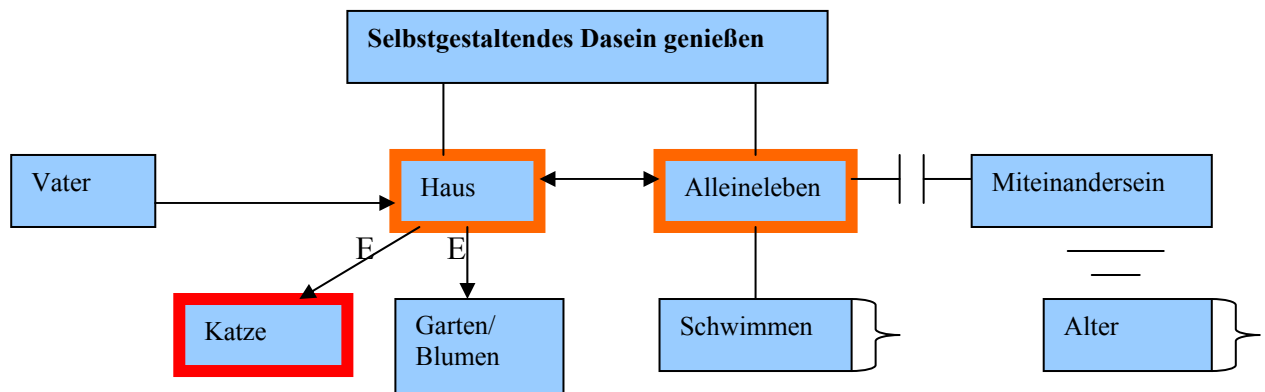 Selbstgestaltendes Dasein genießen
Vater
Haus
Alleineleben
Miteinandersein
E
E
Katze
Garten/
Blumen
Schwimmen
Alter